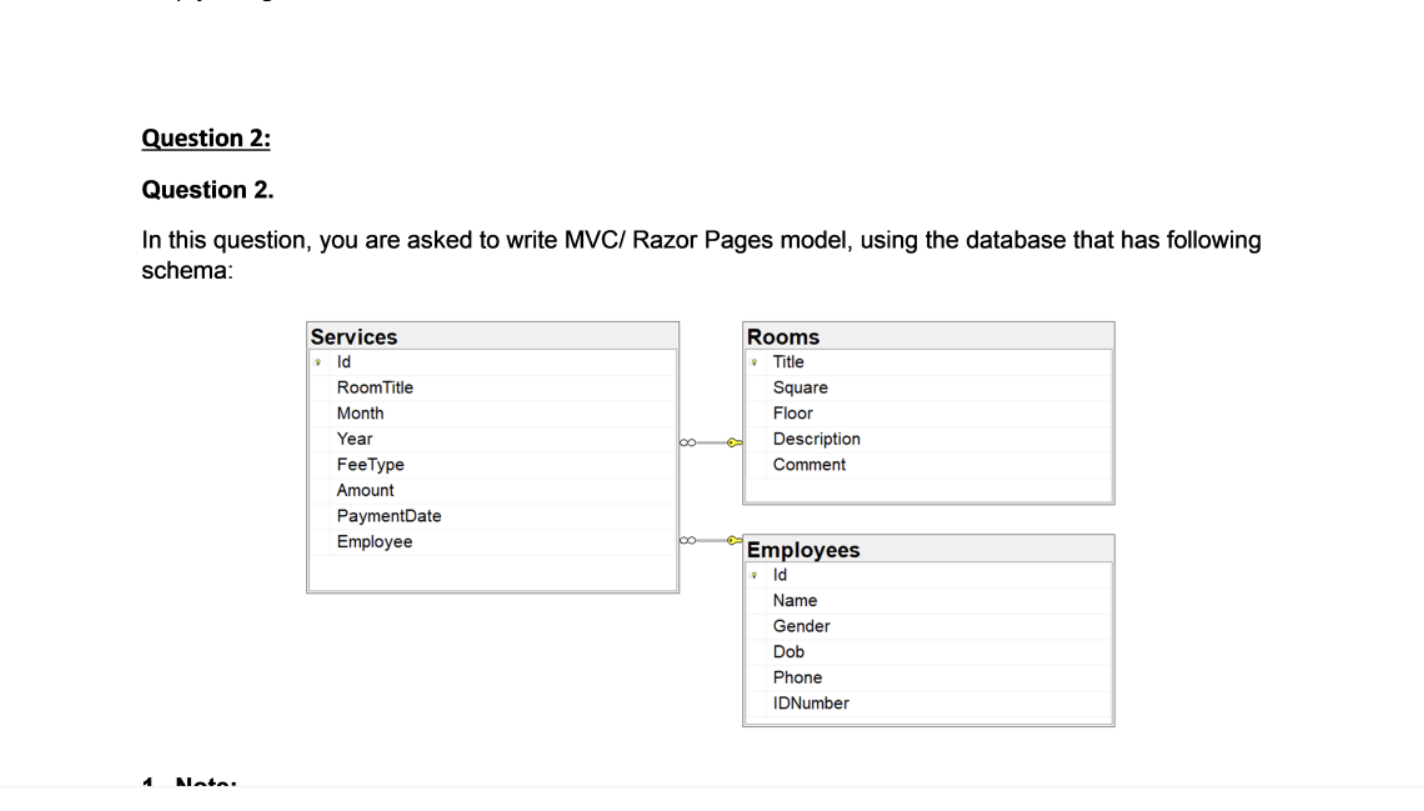 Question 2:
Question 2.
In this question, you are asked to write MVC/ Razor Pages model, using the database that has following
schema:
Services
Id
RoomTitle
Month
Year
FeeType
Amount
PaymentDate
Employee
Rooms
Title
Square
Floor
Description
Comment
Employees
Id
Name
Gender
Dob
Phone
IDNumber
1. Note: